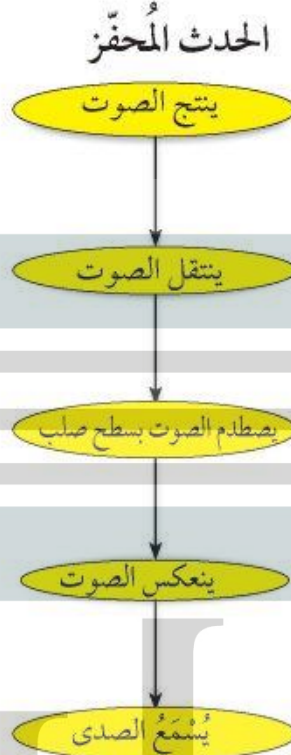 الحدث المُحفّز
ينتج الصوت
ينتقل الصوت
يصطدم الصوت بسطح صلب
ينعكس الصوت
يُسْمَعُ الصدى